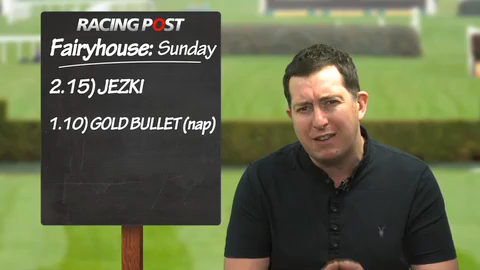 RACING POST
Fairyhouse: Sunday
2.15) JEZKI
1.10) GOLD BULLET (nap)